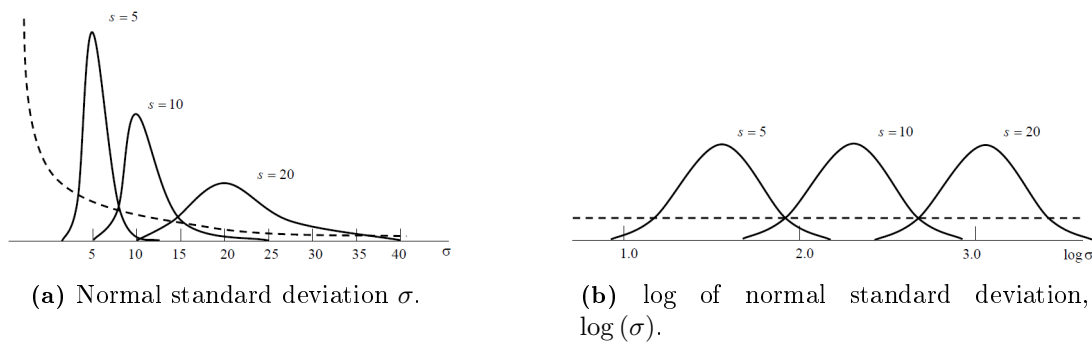 s = 5
s = 10
s = 20
5 10 15 20 25 30 35 40 σ
(a) Normal standard deviation σ.
s = 5 s = 10 s = 20
1.0 2.0 3.0 log σ
(b) log of normal standard deviation,
log (σ).